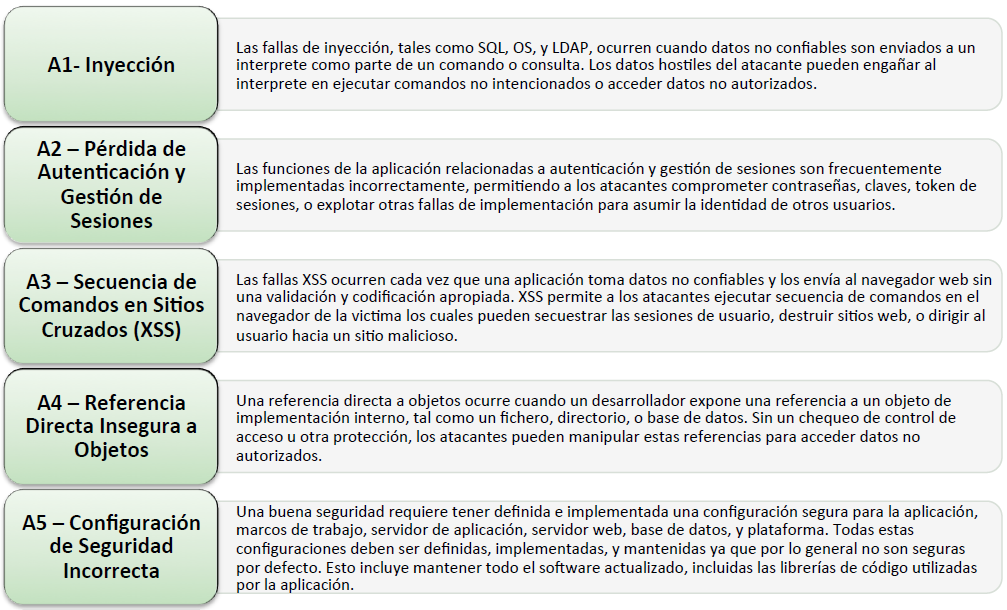 A1- Inyección
Las fallas de inyección, tales como SQL, OS, y LDAP, ocurren cuando datos no confiables son enviados a un
interprete como parte de un comando o consulta. Los datos hostiles del atacante pueden engañar al
interprete en ejecutar comandos no intencionados o acceder datos no autorizados.
A2 – Pérdida de
Autenticación y
Gestión de
Sesiones
Las funciones de la aplicación relacionadas a autenticación y gestión de sesiones son frecuentemente
implementadas incorrectamente, permitiendo a los atacantes comprometer contraseñas, claves, token de
sesiones, o explotar otras fallas de implementación para asumir la identidad de otros usuarios.
A3 – Secuencia de
Comandos en Sitios
Cruzados (XSS)
Las fallas XSS ocurren cada vez que una aplicación toma datos no confiables y los envía al navegador web sin
una validación y codificación apropiada. XSS permite a los atacantes ejecutar secuencia de comandos en el
navegador de la victima los cuales pueden secuestrar las sesiones de usuario, destruir sitios web, o dirigir al
usuario hacia un sitio malicioso.
A4 – Referencia
Directa Insegura a
Objetos
Una referencia directa a objetos ocurre cuando un desarrollador expone una referencia a un objeto de
implementación interno, tal como un fichero, directorio, o base de datos. Sin un chequeo de control de
acceso u otra protección, los atacantes pueden manipular estas referencias para acceder datos no
autorizados.
A5 – Configuración
de Seguridad
Incorrecta
Una buena seguridad requiere tener definida e implementada una configuración segura para la aplicación,
marcos de trabajo, servidor de aplicación, servidor web, base de datos, y plataforma. Todas estas
configuraciones deben ser definidas, implementadas, y mantenidas ya que por lo general no son seguras
por defecto. Esto incluye mantener todo el software actualizado, incluidas las librerías de código utilizadas
por la aplicación.